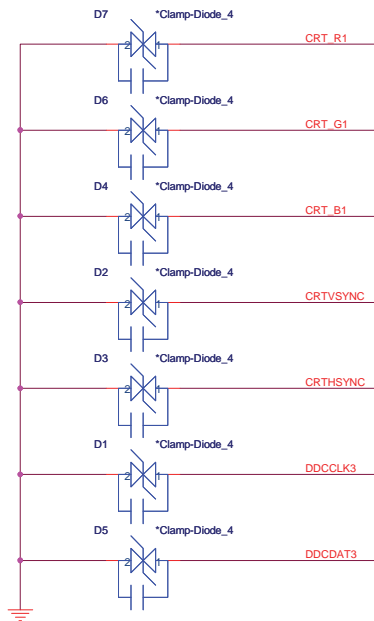 D7 *Clamp-Diode_4
2 1 CRT_R1
D6 *Clamp-Diode_4
2 1 CRT_G1
D4 *Clamp-Diode_4
2 1 CRT_B1
D2 *Clamp-Diode_4
2 1 CRTVSYNC
D3 *Clamp-Diode_4
2 1 CRTHSYNC
D1 *Clamp-Diode_4
2 1 DDCCLK3
D5 *Clamp-Diode_4
2 1 DDCDAT3